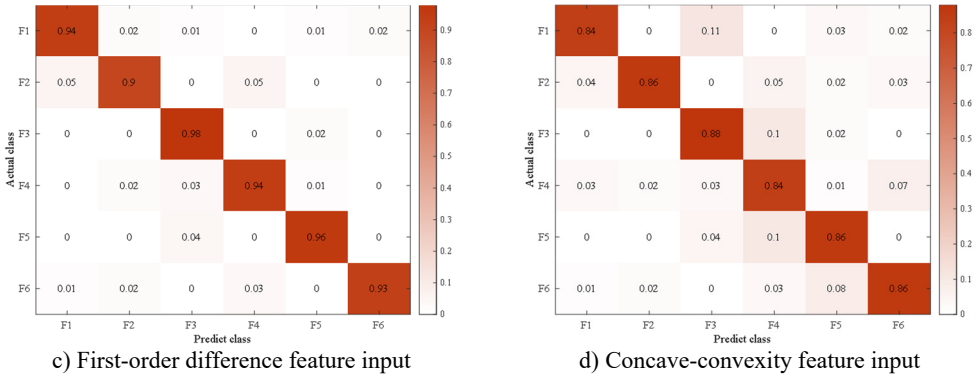 F1 0.94 0.02 0.01 0 0.01 0.02
F2 0.05 0.9 0 0.05 0 0
F3 0 0 0.98 0 0.02 0
F4 0 0.02 0.03 0.94 0.01 0
F5 0 0 0.04 0 0.96 0
F6 0.01 0.02 0 0.03 0 0.93
F1 F2 F3 F4 F5 F6
Actual class
Predict class
0.9
0.8
0.7
0.6
0.5
0.4
0.3
0.2
0.1
0
c) First-order difference feature input
F1 0.84 0 0.11 0 0.03 0.02
F2 0.04 0.86 0 0.05 0.02 0.03
F3 0 0 0.88 0.1 0.02 0
F4 0.03 0.02 0.03 0.84 0.01 0.07
F5 0 0 0.04 0.1 0.86 0
F6 0.01 0.02 0 0.03 0.08 0.86
F1 F2 F3 F4 F5 F6
Actual class
Predict class
0.8
0.7
0.6
0.5
0.4
0.3
0.2
0.1
0
d) Concave-convexity feature input